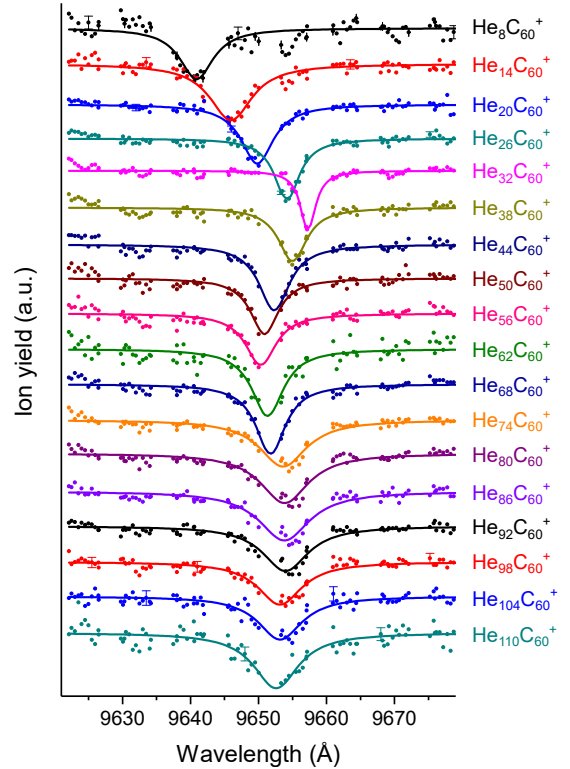 He8C60+
He14C60+
He20C60+
He26C60+
He32C60+
He38C60+
He44C60+
He50C60+
He56C60+
He62C60+
He68C60+
He74C60+
He80C60+
He86C60+
He92C60+
He98C60+
He104C60+
He110C60+
Ion yield (a.u.)
9630 9640 9650 9660 9670
Wavelength (Å)